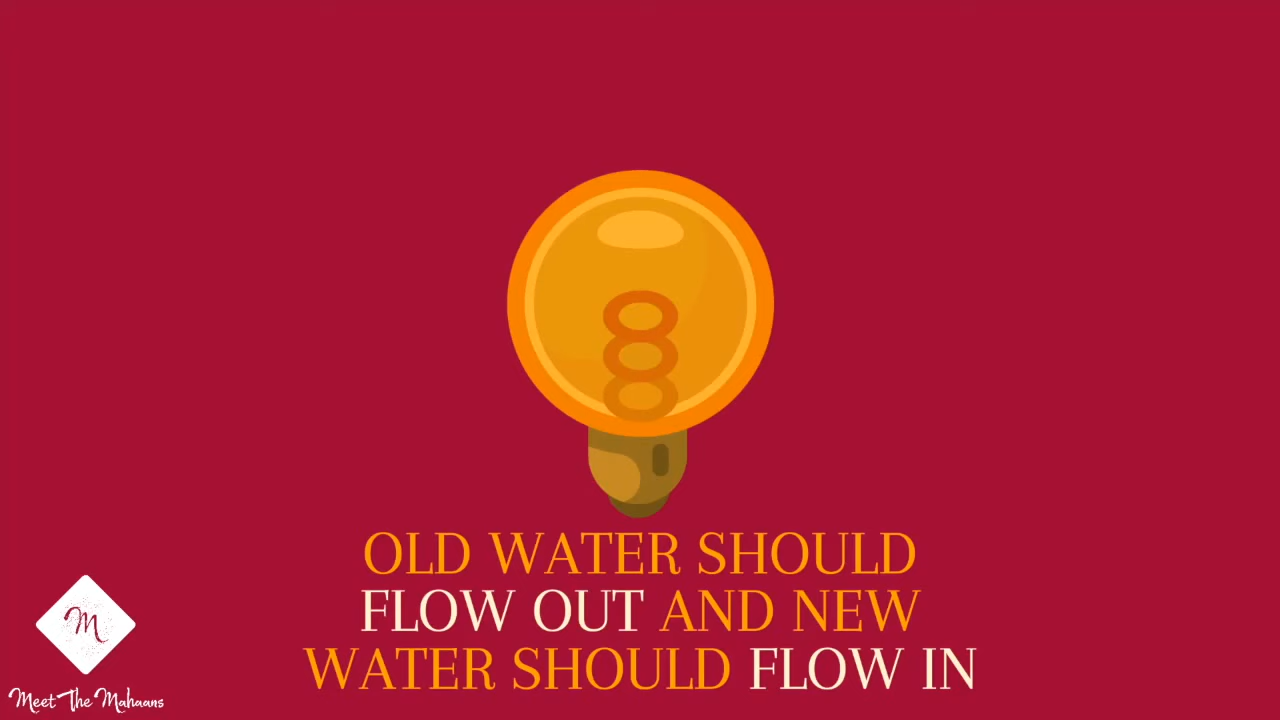 OLD WATER SHOULD
FLOW OUT AND NEW
WATER SHOULD FLOW IN
M
Meet The Mahaans